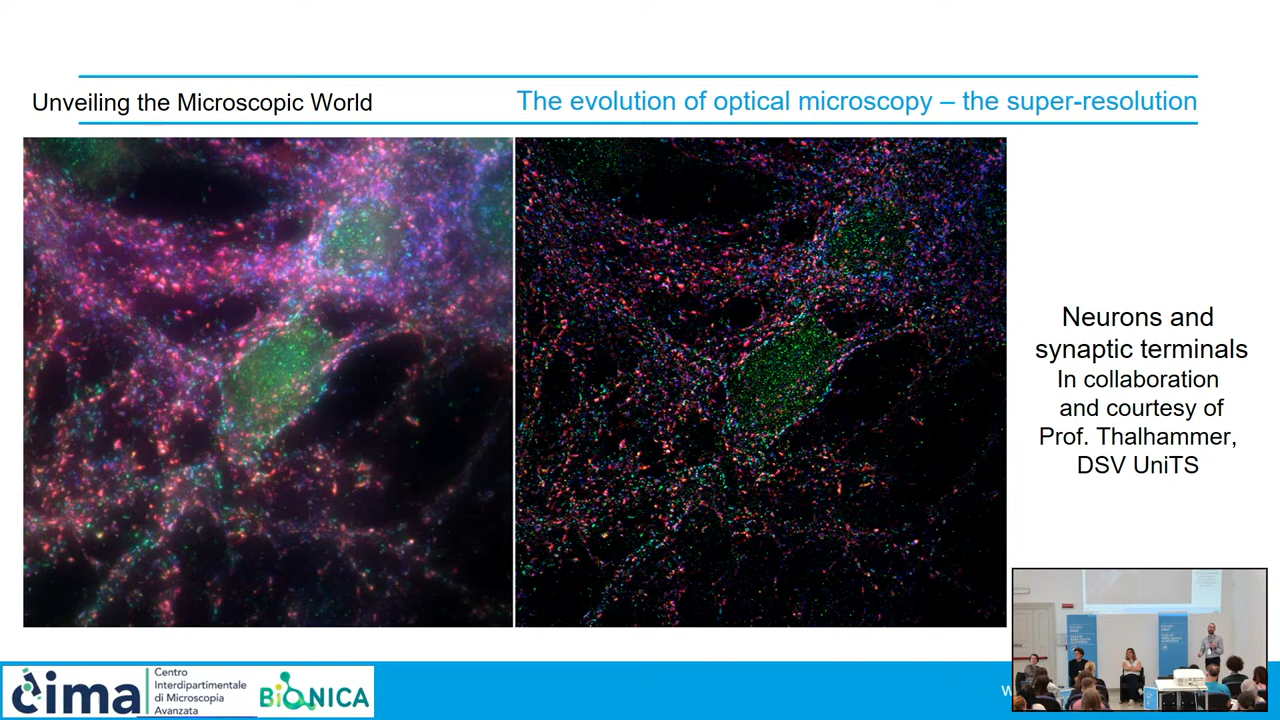 Unveiling the Microscopic World
The evolution of optical microscopy – the super-resolution
Neurons and
synaptic terminals
In collaboration
and courtesy of
Prof. Thalhammer,
DSV UniTS
cima
Centro
Interdipartimentale
di Microscopia
Avanzata
BiONICA
w